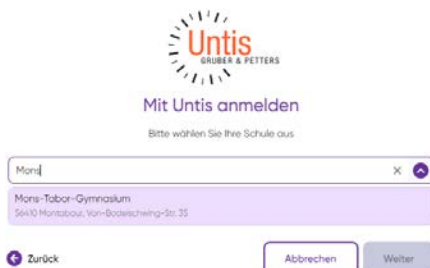 Untis
GRUBER & PETTERS
Mit Untis anmelden
Bitte wählen Sie Ihre Schule aus
Mons
Mons-Tabor-Gymnasium
56410 Montabaur, Von-Bodelschwing-Str. 35
Zurück
Abbrechen
Weiter